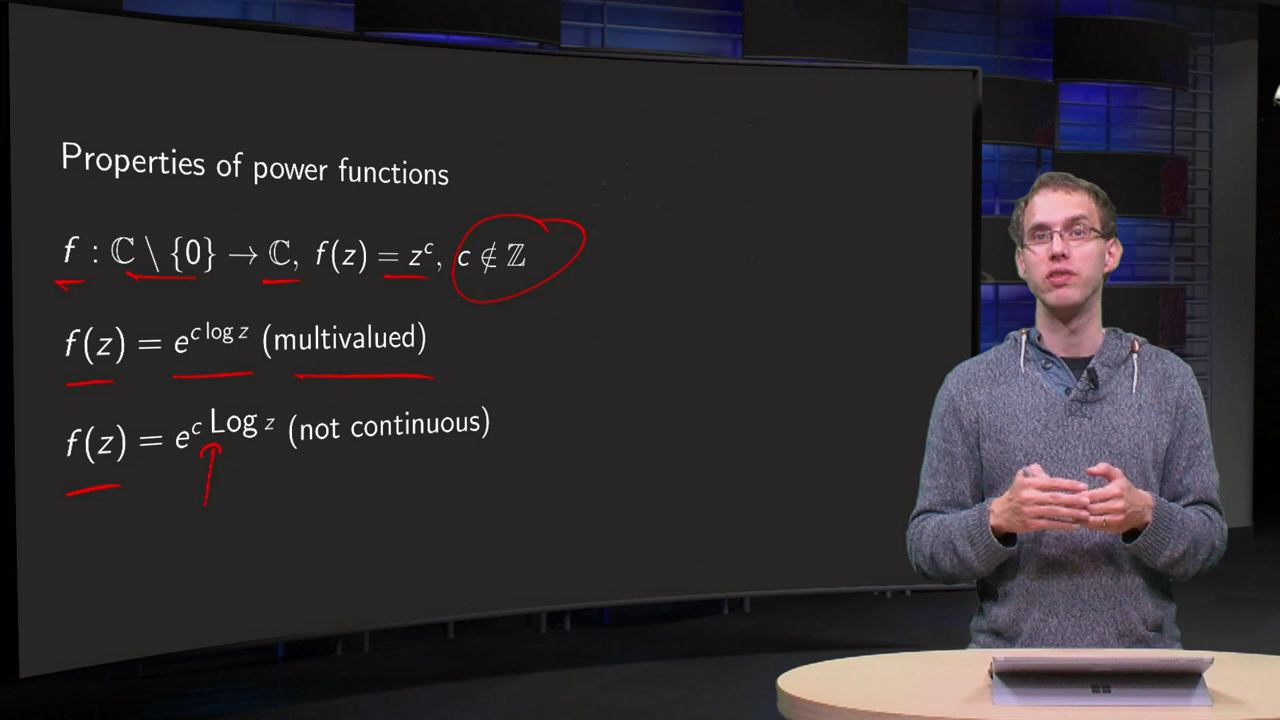 Properties of power functions
f : ℂ \ {0} → ℂ, f(z) = z^c, c ∉ ℤ
f(z) = e^{c log z} (multivalued)
f(z) = e^{c Log z} (not continuous)